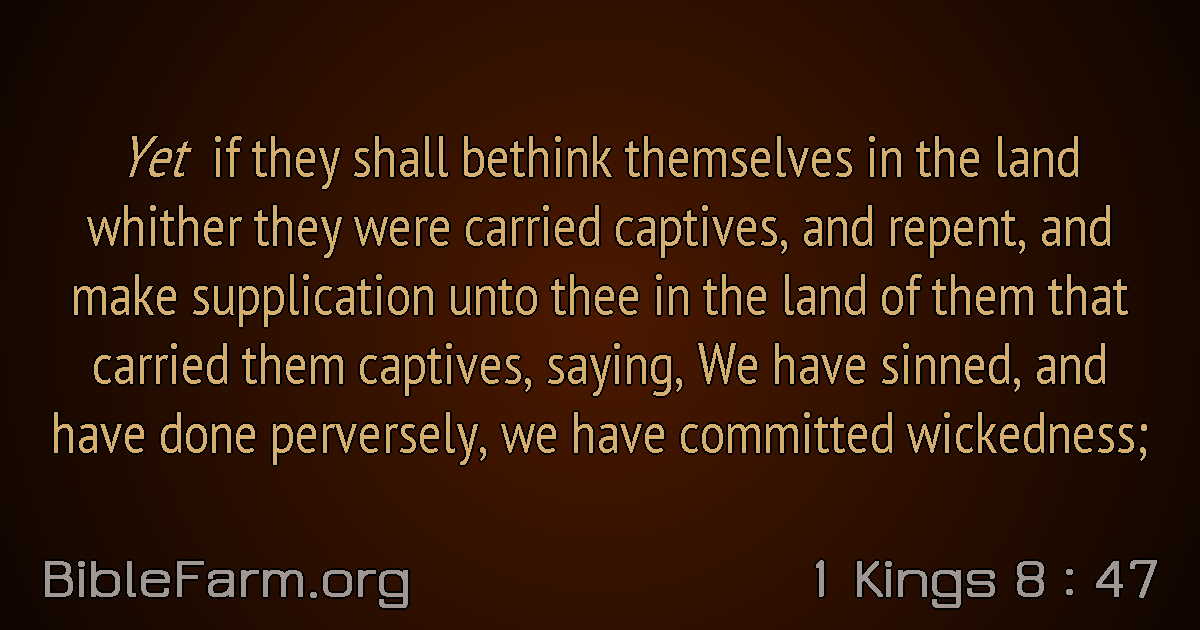 Yet if they shall bethink themselves in the land
whither they were carried captives, and repent, and
make supplication unto thee in the land of them that
carried them captives, saying, We have sinned, and
have done perversely, we have committed wickedness;
BibleFarm.org
1 Kings 8 : 47